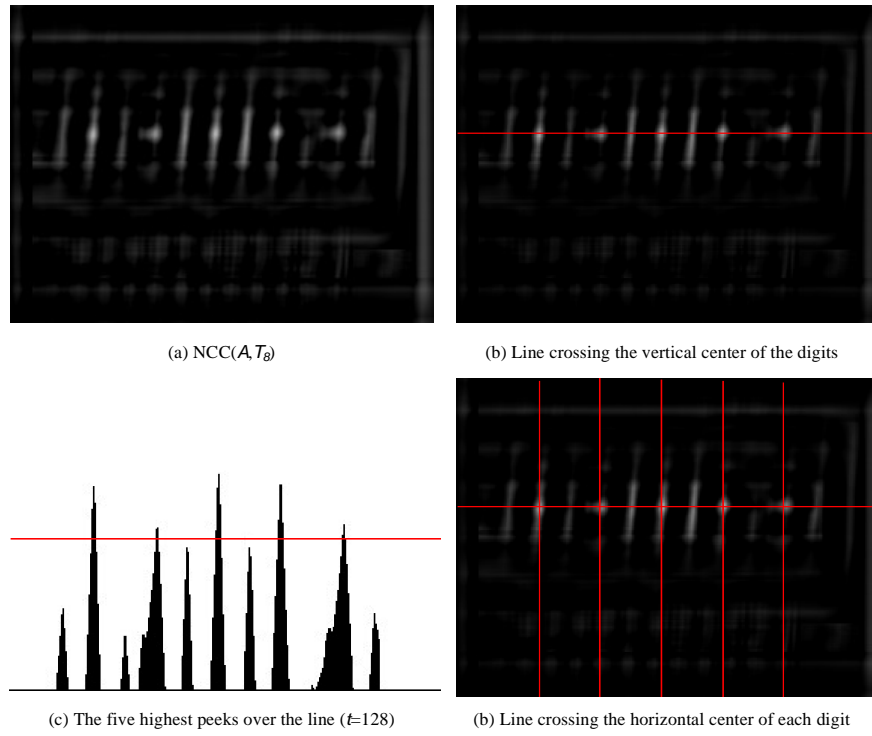 (a) NCC(A,T8)
(b) Line crossing the vertical center of the digits
(c) The five highest peeks over the line (t=128)
(b) Line crossing the horizontal center of each digit